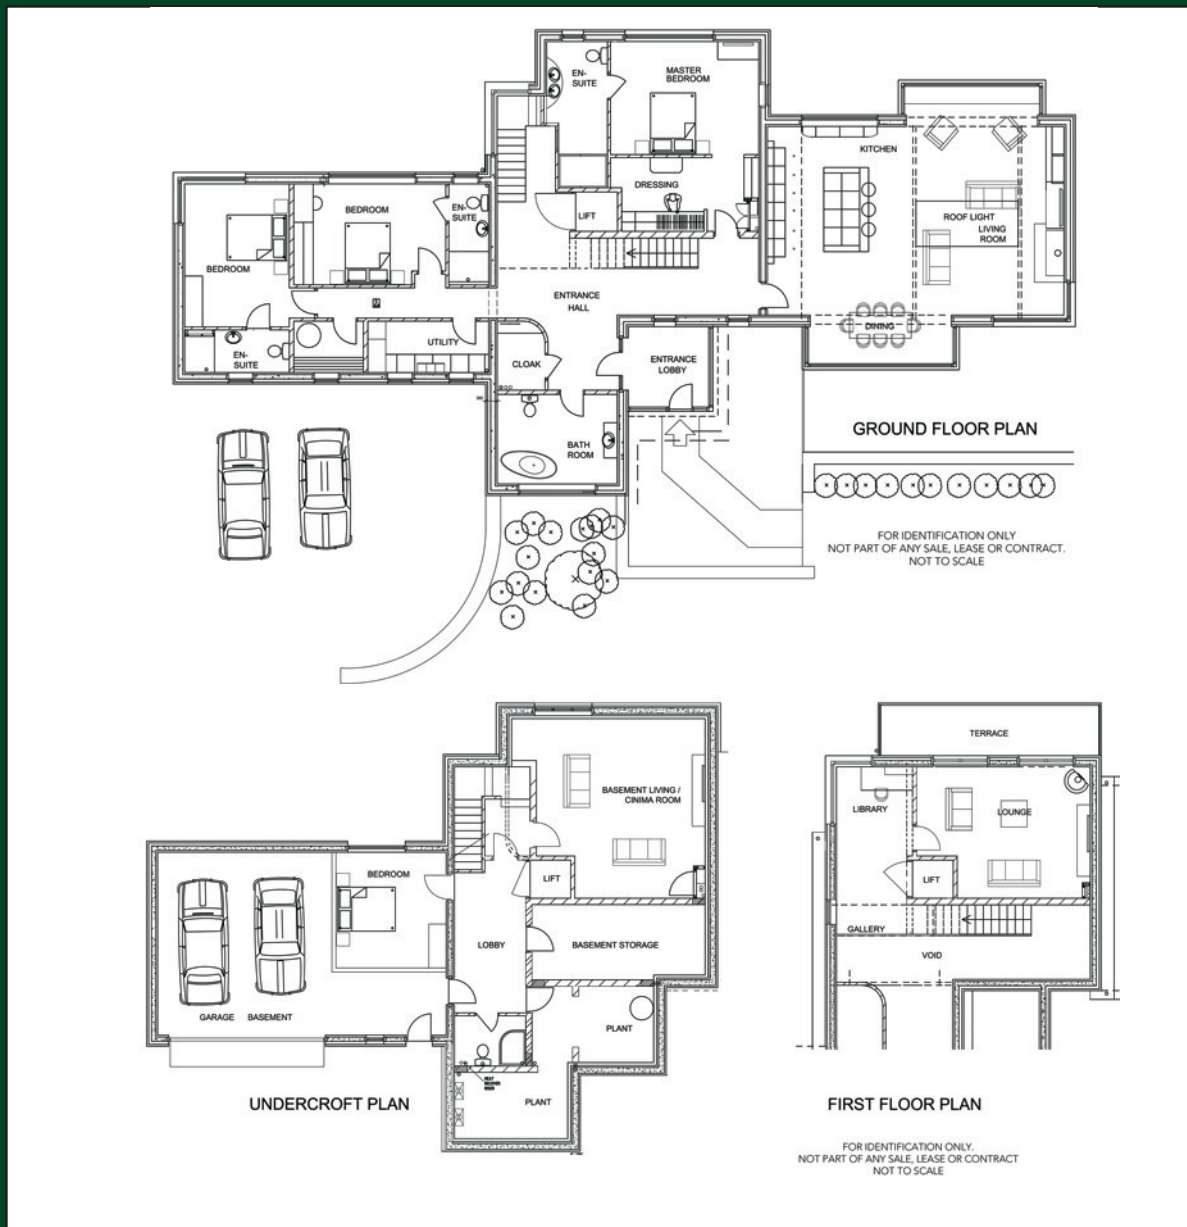 EN-
SUITE
MASTER
BEDROOM
KITCHEN
DRESSING
BEDROOM
EN-
SUITE
LIFT
ROOF LIGHT
LIVING
ROOM
BEDROOM
ENTRANCE
HALL
DINING
UTILITY
EN-
SUITE
CLOAK
ENTRANCE
LOBBY
BATH
ROOM
GROUND FLOOR PLAN
FOR IDENTIFICATION ONLY
NOT PART OF ANY SALE, LEASE OR CONTRACT.
NOT TO SCALE
BASEMENT LIVING /
CINIMA ROOM
BEDROOM
LIFT
LOBBY
BASEMENT STORAGE
GARAGE BASEMENT
PLANT
PLANT
UNDERCROFT PLAN
TERRACE
LIBRARY
LOUNGE
LIFT
GALLERY
VOID
FIRST FLOOR PLAN
FOR IDENTIFICATION ONLY.
NOT PART OF ANY SALE, LEASE OR CONTRACT
NOT TO SCALE